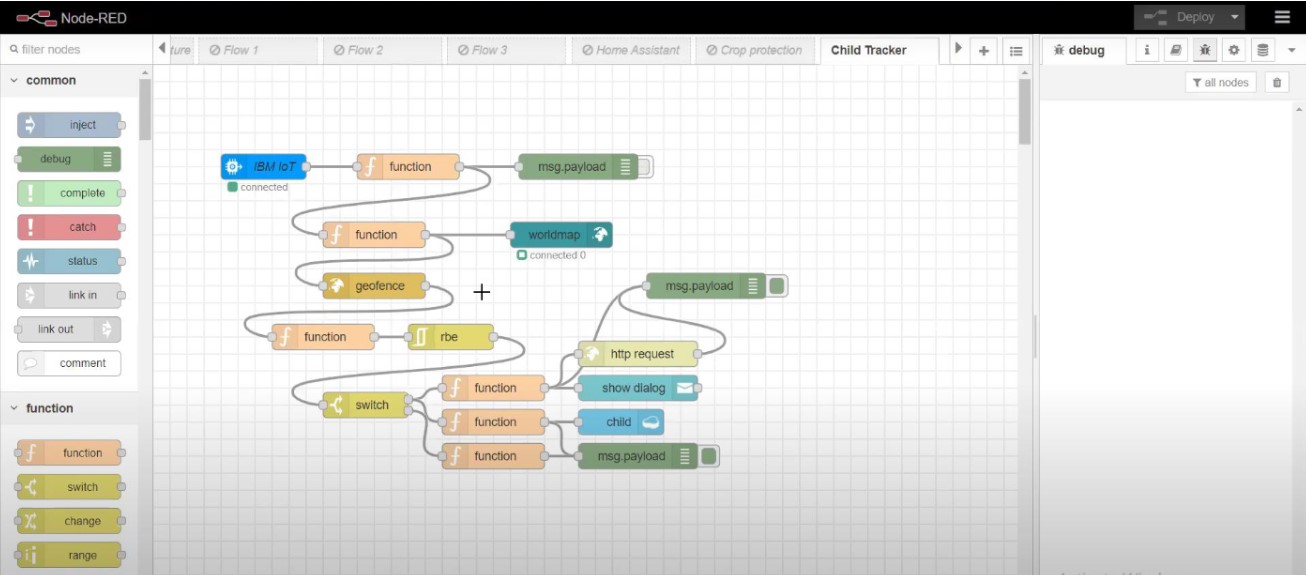 Node-RED
Deploy
filter nodes
ture
Flow 1
Flow 2
Flow 3
Home Assistant
Crop protection
Child Tracker
debug
i
all nodes
common
inject
debug
complete
catch
status
link in
link out
comment
function
function
switch
change
range
IBM IoT
connected
function
msg.payload
function
worldmap
connected 0
geofence
msg.payload
function
rbe
http request
switch
function
show dialog
function
child
function
msg.payload